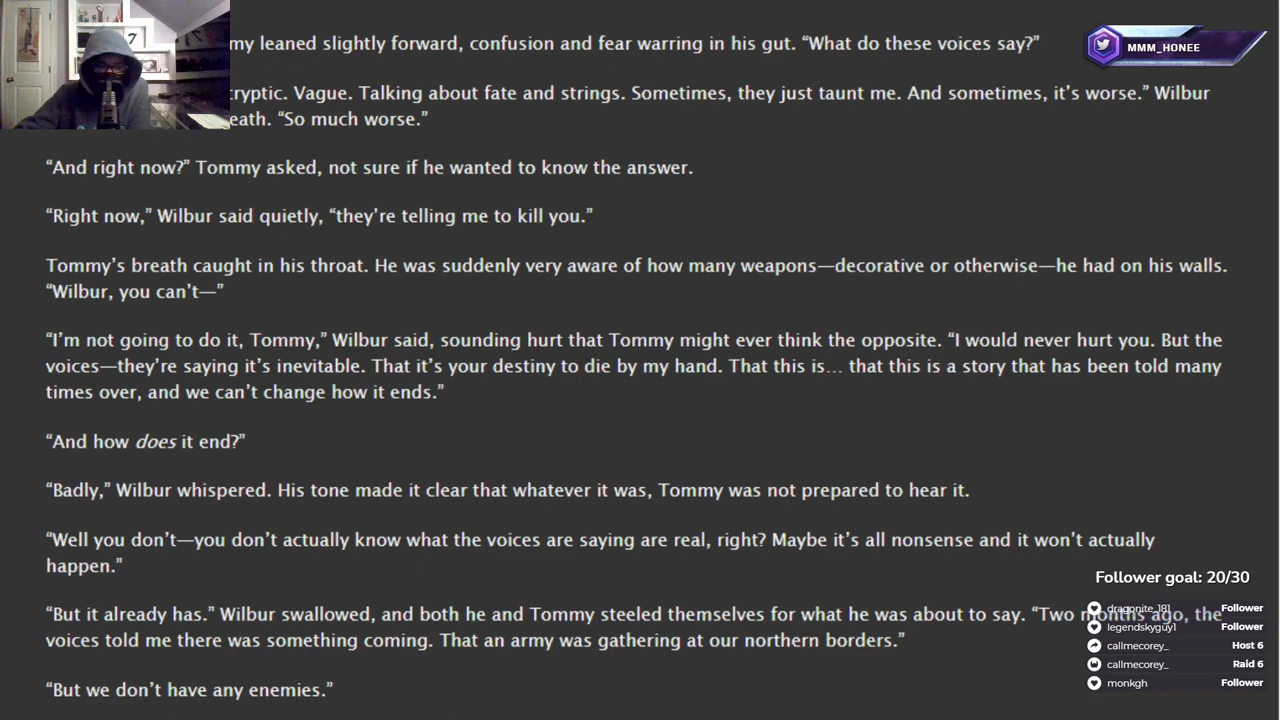 my leaned slightly forward, confusion and fear warring in his gut. “What do these voices say?”
MMM_HONEE
cryptic. Vague. Talking about fate and strings. Sometimes, they just taunt me. And sometimes, it’s worse.” Wilbur
eath. “So much worse.”
“And right now?” Tommy asked, not sure if he wanted to know the answer.
“Right now,” Wilbur said quietly, “they’re telling me to kill you.”
Tommy’s breath caught in his throat. He was suddenly very aware of how many weapons—decorative or otherwise—he had on his walls.
“Wilbur, you can’t—”
“I’m not going to do it, Tommy,” Wilbur said, sounding hurt that Tommy might ever think the opposite. “I would never hurt you. But the
voices—they’re saying it’s inevitable. That it’s your destiny to die by my hand. That this is… that this is a story that has been told many
times over, and we can’t change how it ends.”
“And how does it end?”
“Badly,” Wilbur whispered. His tone made it clear that whatever it was, Tommy was not prepared to hear it.
“Well you don’t—you don’t actually know what the voices are saying are real, right? Maybe it’s all nonsense and it won’t actually
happen.”
“But it already has.” Wilbur swallowed, and both he and Tommy steeled themselves for what he was about to say. “Two months ago, the
voices told me there was something coming. That an army was gathering at our northern borders.”
“But we don’t have any enemies.”
Follower goal: 20/30
dragonite_181 Follower
legendskyguy1 Follower
callmecorey_ Host 6
callmecorey_ Raid 6
monkgh Follower
7